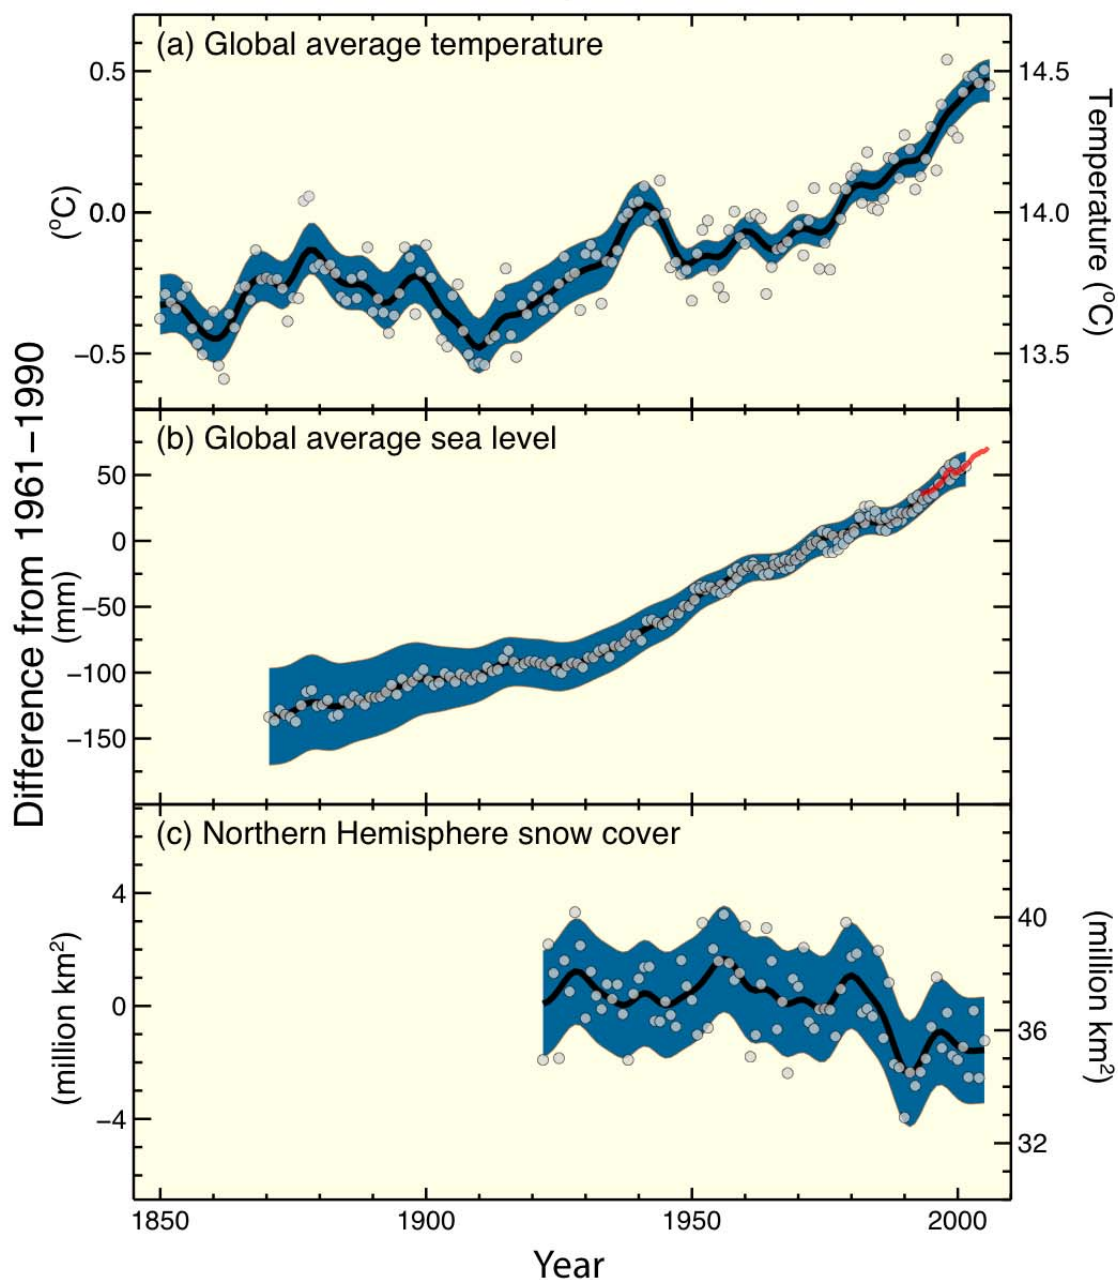 (a) Global average temperature
0.5
0.0
−0.5
(ºC)
14.5
14.0
13.5
Temperature (ºC)
Difference from 1961−1990
(b) Global average sea level
50
0
−50
−100
−150
(mm)
(c) Northern Hemisphere snow cover
4
0
−4
(million km²)
40
36
32
(million km²)
1850
1900
1950
2000
Year